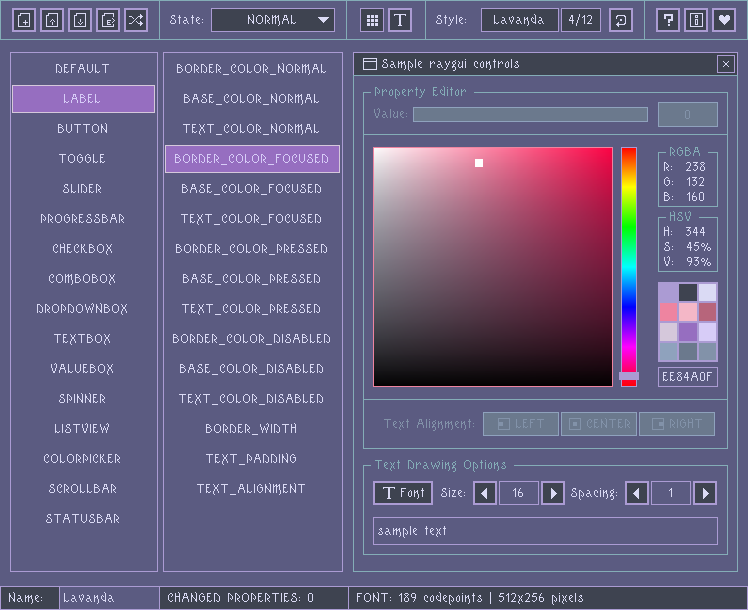 State: NORMAL Style: Lavanda 4/12
DEFAULT
LABEL
BUTTON
TOGGLE
SLIDER
PROGRESSBAR
CHECKBOX
COMBOBOX
DROPDOWNBOX
TEXTBOX
VALUEBOX
SPINNER
LISTVIEW
COLORPICKER
SCROLLBAR
STATUSBAR
BORDER_COLOR_NORMAL
BASE_COLOR_NORMAL
TEXT_COLOR_NORMAL
BORDER_COLOR_FOCUSED
BASE_COLOR_FOCUSED
TEXT_COLOR_FOCUSED
BORDER_COLOR_PRESSED
BASE_COLOR_PRESSED
TEXT_COLOR_PRESSED
BORDER_COLOR_DISABLED
BASE_COLOR_DISABLED
TEXT_COLOR_DISABLED
BORDER_WIDTH
TEXT_PADDING
TEXT_ALIGNMENT
Sample raygui controls
Property Editor
Value: 0
RGBA
R: 238
G: 132
B: 160
HSV
H: 344
S: 45%
V: 93%
EE84A0F
Text Alignment: LEFT CENTER RIGHT
Text Drawing Options
T Font Size: 16 Spacing: 1
sample text
Name: Lavanda CHANGED PROPERTIES: 0 FONT: 189 codepoints | 512x256 pixels